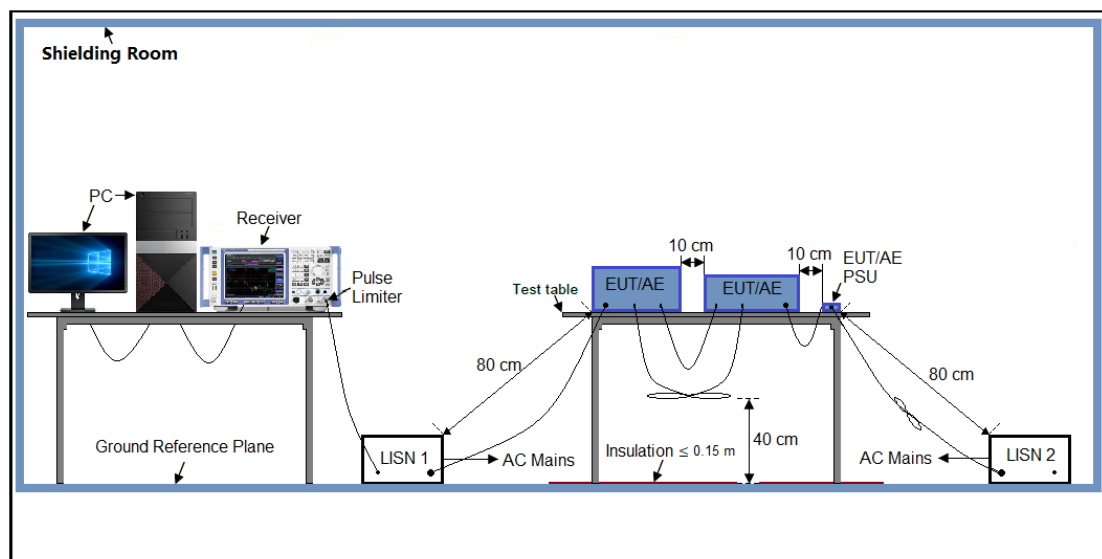 Shielding Room
PC
Receiver
Pulse
Limiter
10 cm
10 cm
EUT/AE
PSU
EUT/AE
EUT/AE
Test table
80 cm
80 cm
40 cm
Ground Reference Plane
LISN 1
AC Mains
Insulation ≤ 0.15 m
AC Mains
LISN 2